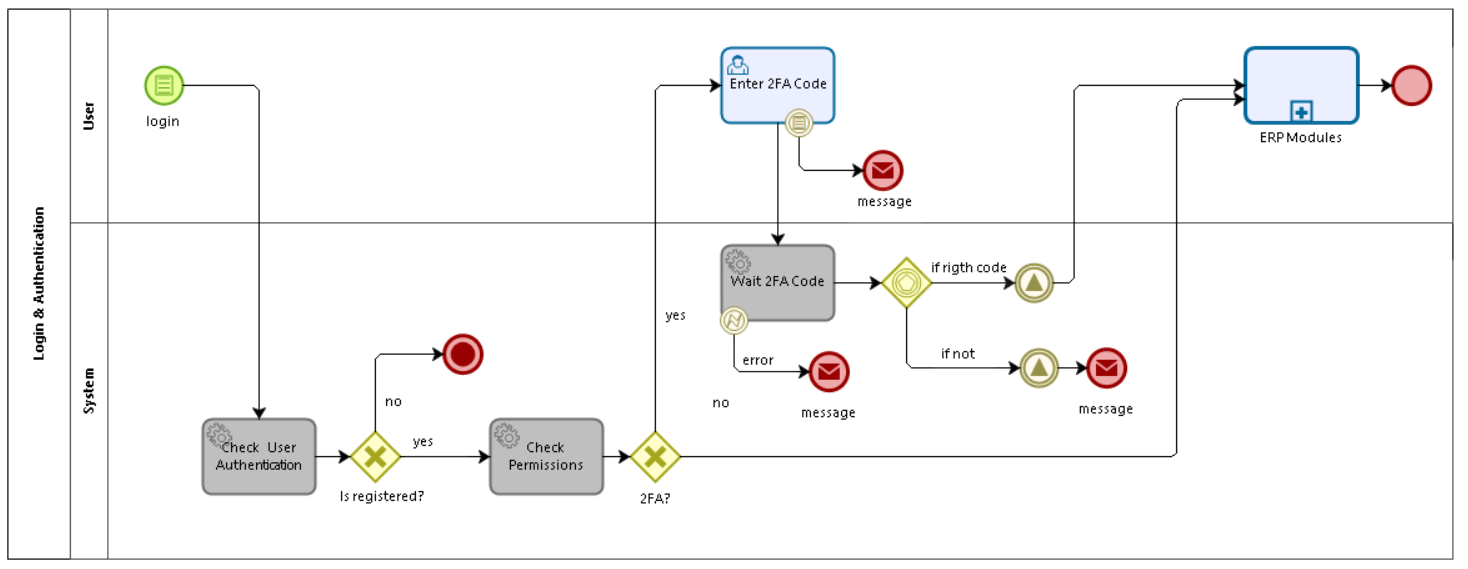 Login & Authentication
User
System
login
Enter 2FA Code
message
ERP Modules
Wait 2FA Code
if rigth code
yes
error
if not
message
no
message
no
Check User
Authentication
yes
Check
Permissions
Is registered?
2FA?